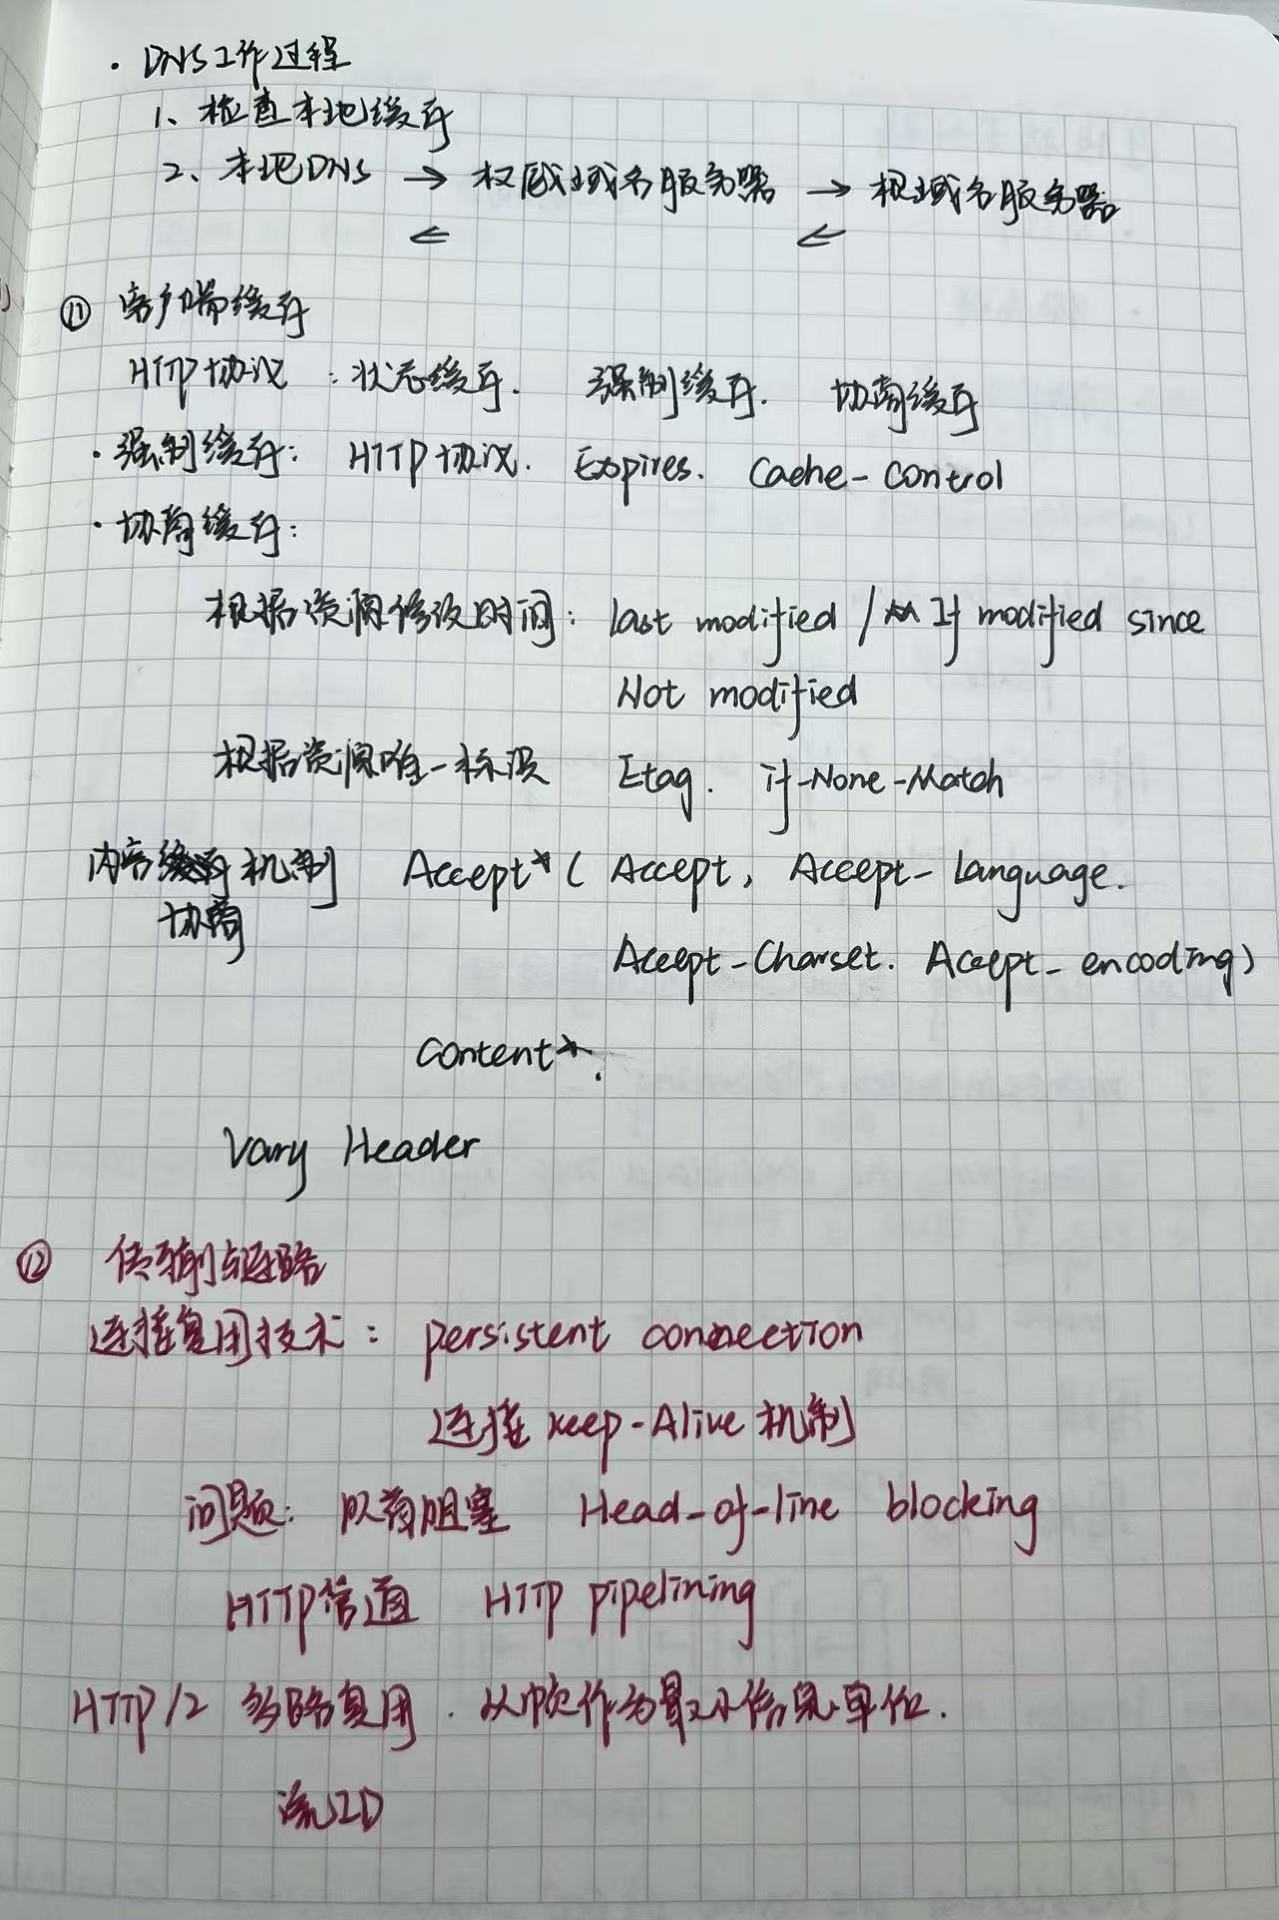 · DNS工作过程
1、检查本地缓存
2、本地DNS → 权威域名服务器 → 根域名服务器
← ←
⑪ 客户端缓存
HTTP协议：状态缓存. 强制缓存. 协商缓存
· 强制缓存：HTTP协议. Expires. Cache-Control
· 协商缓存：
根据资源修改时间：last modified / If modified since
Not modified
根据资源唯一标识 Etag. if-None-Match
内容机制 Accept* ( Accept, Accept-Language.
协商
Accept-Charset. Accept-encoding)
Content*.
Vary Header
⑫ 传输链路
连接复用技术：persistent connection
连接 keep-Alive 机制
问题：队首阻塞 Head-of-line blocking
HTTP管道 HTTP pipelining
HTTP/2 多路复用. 以帧作为最小信息单位.
流ID